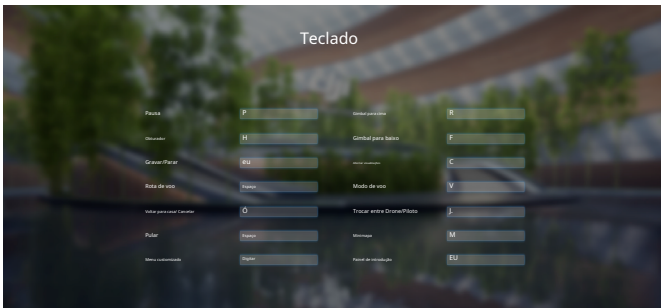 Teclado
Pausa P Gimbal para cima R
Obturador H Gimbal para baixo F
Gravar/Parar eu C
Rota de voo Espaço Modo de voo V
Voltar para casa/ Cancelar Ó Trocar entre Drone/Piloto J.
Pular Espaço Minimapa M
Menu customizado Digitar Painel de introdução EU